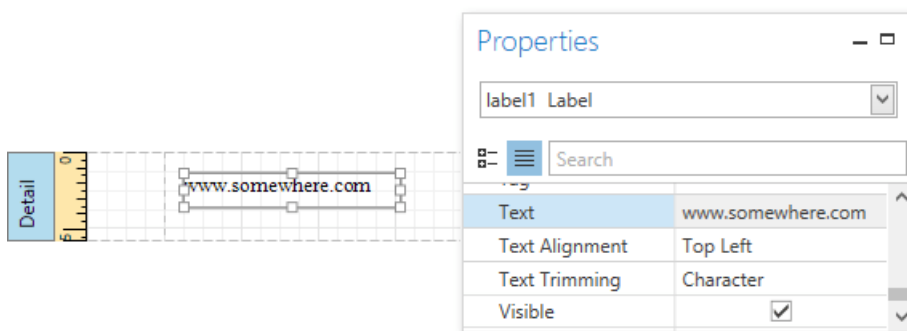 Properties
label1 Label
Search
Detail
0
www.somewhere.com
Text www.somewhere.com
Text Alignment Top Left
Text Trimming Character
Visible